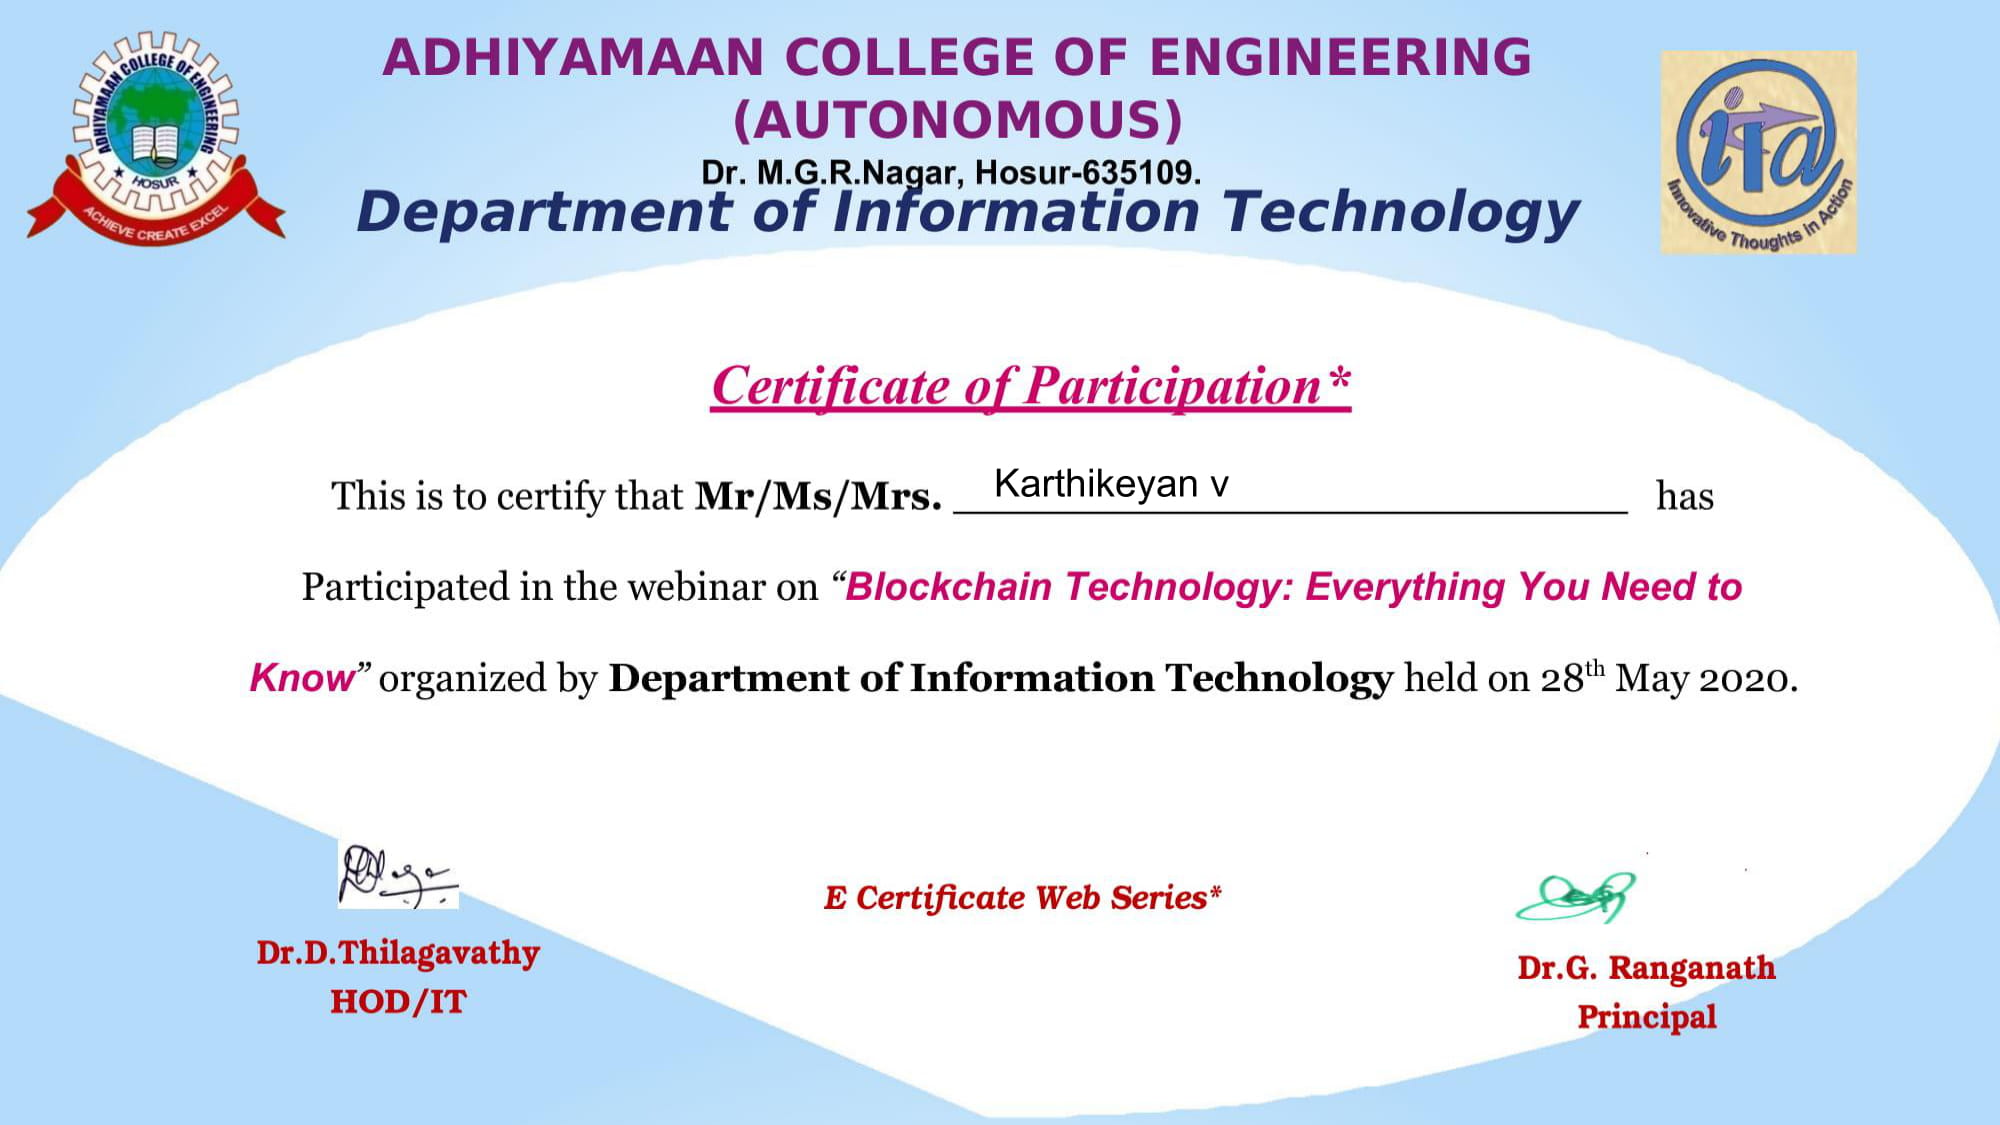 ADHIYAMAAN COLLEGE OF ENGINEERING
(AUTONOMOUS)
Dr. M.G.R.Nagar, Hosur-635109.
Department of Information Technology
ADHIYAMAAN COLLEGE OF ENGINEERING
★ HOSUR ★
ACHIEVE CREATE EXCEL
ITa
Innovative Thoughts in Action
Certificate of Participation*
This is to certify that Mr/Ms/Mrs. Karthikeyan v has
Participated in the webinar on “Blockchain Technology: Everything You Need to
Know” organized by Department of Information Technology held on 28th May 2020.
E Certificate Web Series*
Dr.D.Thilagavathy
HOD/IT
Dr.G. Ranganath
Principal